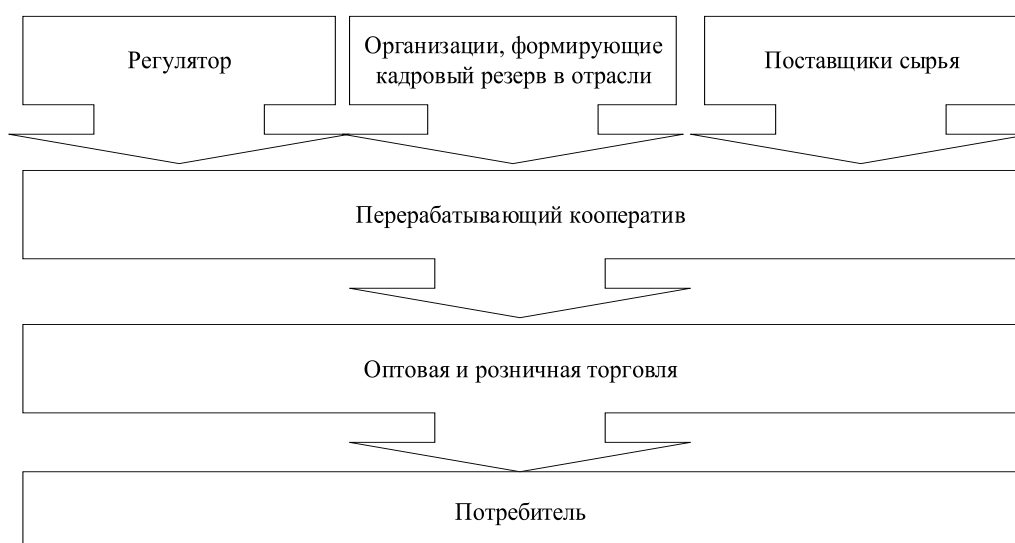 Регулятор
Организации, формирующие
кадровый резерв в отрасли
Поставщики сырья
Перерабатывающий кооператив
Оптовая и розничная торговля
Потребитель